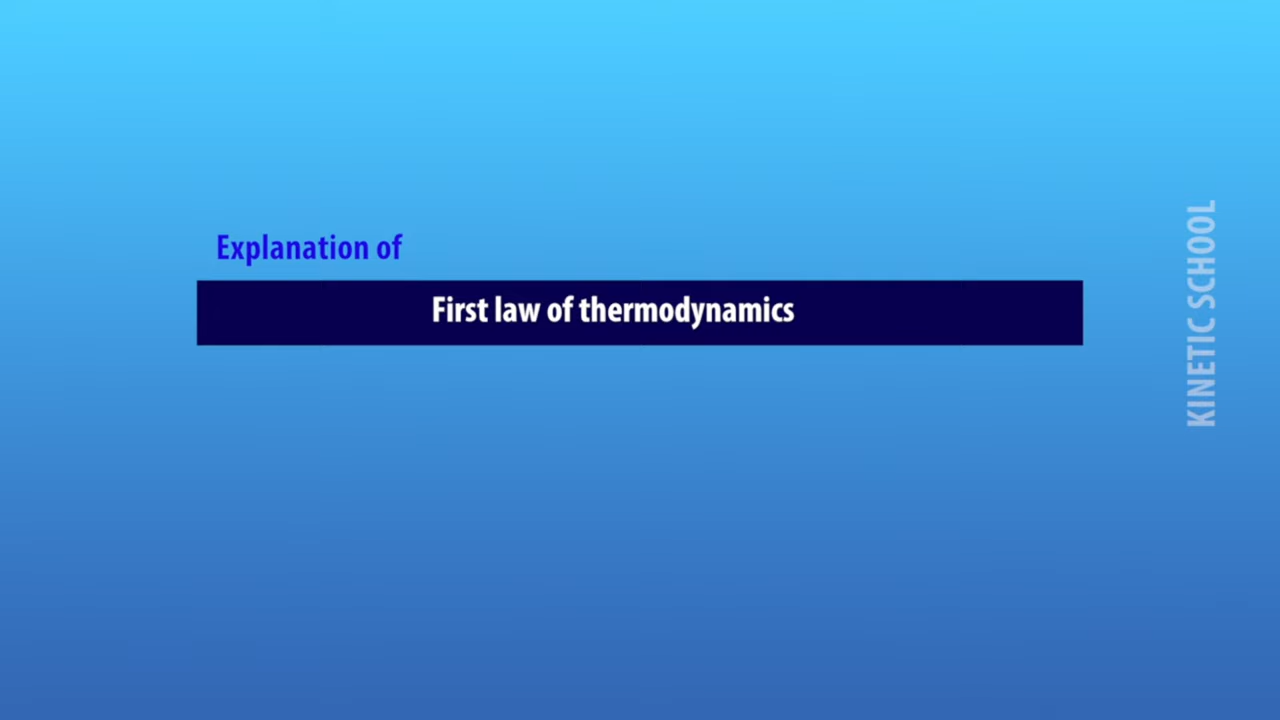 Explanation of
First law of thermodynamics
KINETIC SCHOOL